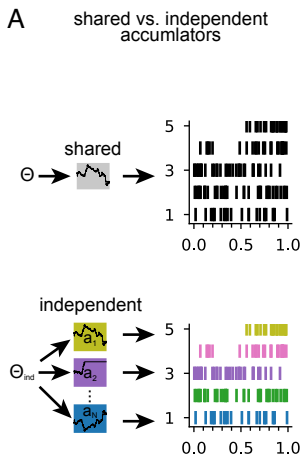 A
shared vs. independent
accumlators
shared
Θ
5
3
1
0.0 0.5 1.0
independent
Θind
a1
a2
aN
5
3
1
0.0 0.5 1.0